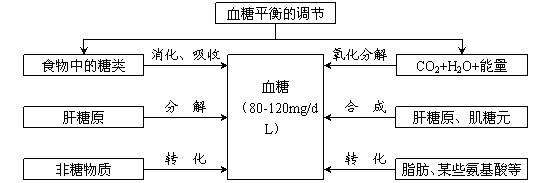 血糖平衡的调节
食物中的糖类
消化、吸收
氧化分解
CO2+H2O+能量
血糖
（80-120mg/d
L）
肝糖原
分 解
合 成
肝糖原、肌糖元
非糖物质
转 化
转 化
脂肪、某些氨基酸等